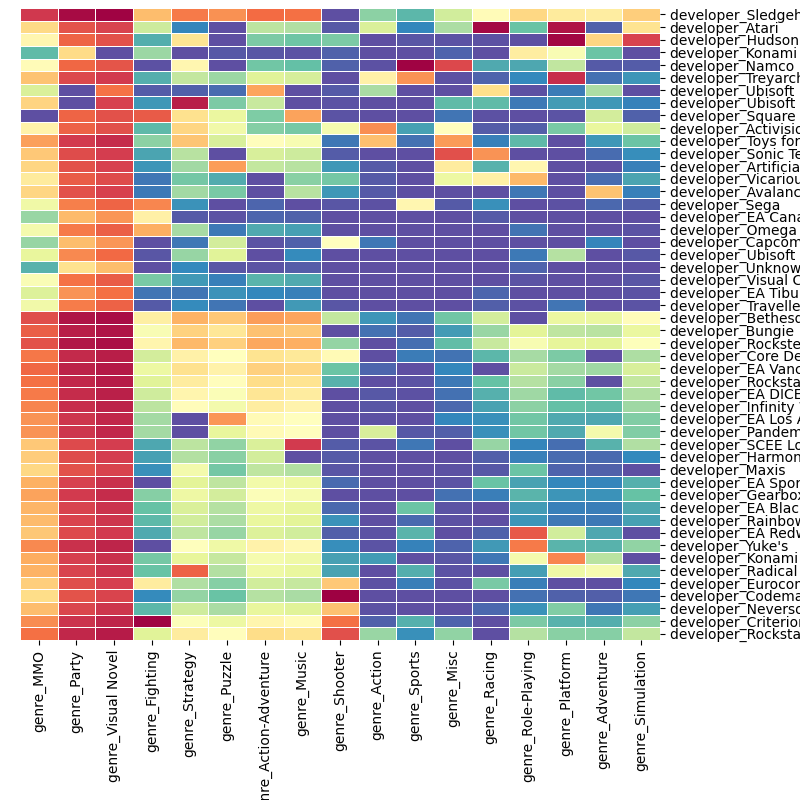 developer_Sledgeh
developer_Atari
developer_Hudson
developer_Konami
developer_Namco
developer_Treyarch
developer_Ubisoft
developer_Ubisoft
developer_Square
developer_Activisio
developer_Toys for
developer_Sonic Te
developer_Artificia
developer_Vicariou
developer_Avalanc
developer_Sega
developer_EA Cana
developer_Omega
developer_Capcom
developer_Ubisoft
developer_Unknow
developer_Visual C
developer_EA Tibu
developer_Travelle
developer_Bethesd
developer_Bungie
developer_Rockste
developer_Core De
developer_EA Vanc
developer_Rocksta
developer_EA DICE
developer_Infinity
developer_EA Los A
developer_Pandem
developer_SCEE Lo
developer_Harmon
developer_Maxis
developer_EA Spor
developer_Gearbox
developer_EA Blac
developer_Rainbow
developer_EA Redw
developer_Yuke's
developer_Konami
developer_Radical
developer_Eurocor
developer_Codema
developer_Neverso
developer_Criterion
developer_Rocksta
genre_MMO
genre_Party
genre_Visual Novel
genre_Fighting
genre_Strategy
genre_Puzzle
nre_Action-Adventure
genre_Music
genre_Shooter
genre_Action
genre_Sports
genre_Misc
genre_Racing
genre_Role-Playing
genre_Platform
genre_Adventure
genre_Simulation